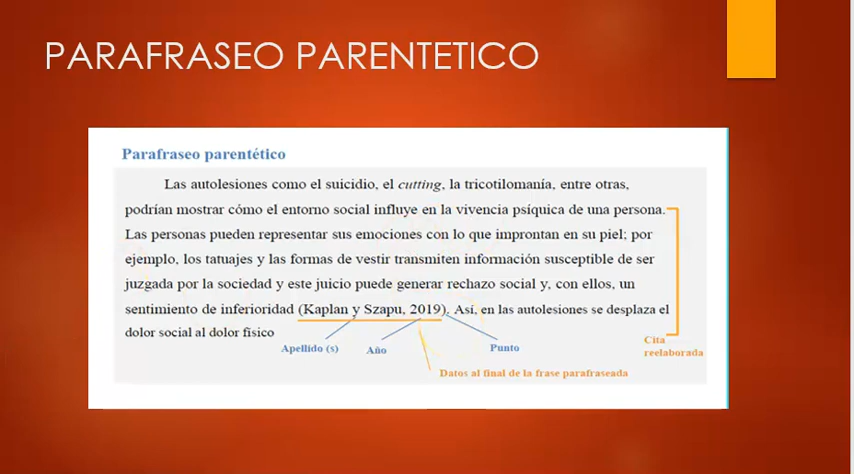 PARAFRASEO PARENTETICO
Parafraseo parentético
Las autolesiones como el suicidio, el cutting, la tricotilomanía, entre otras,
podrían mostrar cómo el entorno social influye en la vivencia psíquica de una persona.
Las personas pueden representar sus emociones con lo que improntan en su piel; por
ejemplo, los tatuajes y las formas de vestir transmiten información susceptible de ser
juzgada por la sociedad y este juicio puede generar rechazo social y, con ellos, un
sentimiento de inferioridad (Kaplan y Szapu, 2019). Así, en las autolesiones se desplaza el
dolor social al dolor físico
Apellido (s)
Año
Punto
Cita
reelaborada
Datos al final de la frase parafraseada